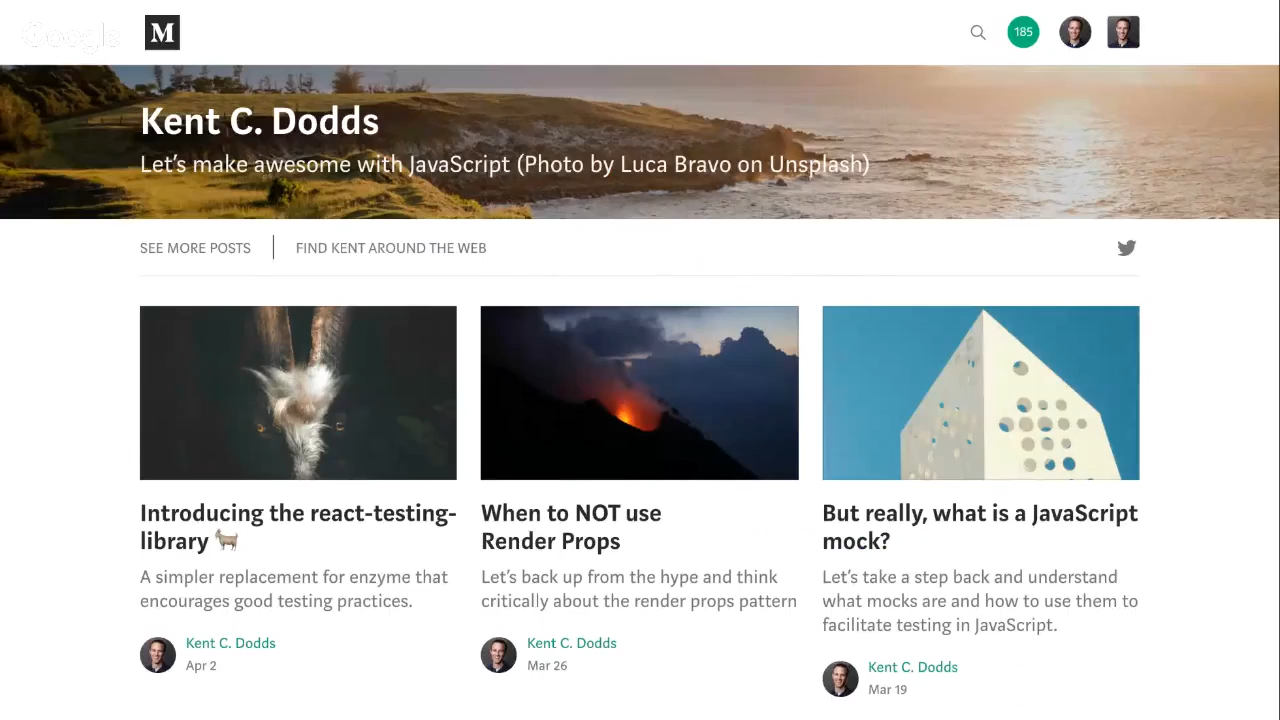 Google
M
185
Kent C. Dodds
Let's make awesome with JavaScript (Photo by Luca Bravo on Unsplash)
SEE MORE POSTS
FIND KENT AROUND THE WEB
Introducing the react-testing-
library 🐐
A simpler replacement for enzyme that
encourages good testing practices.
Kent C. Dodds
Apr 2
When to NOT use
Render Props
Let's back up from the hype and think
critically about the render props pattern
Kent C. Dodds
Mar 26
But really, what is a JavaScript
mock?
Let's take a step back and understand
what mocks are and how to use them to
facilitate testing in JavaScript.
Kent C. Dodds
Mar 19